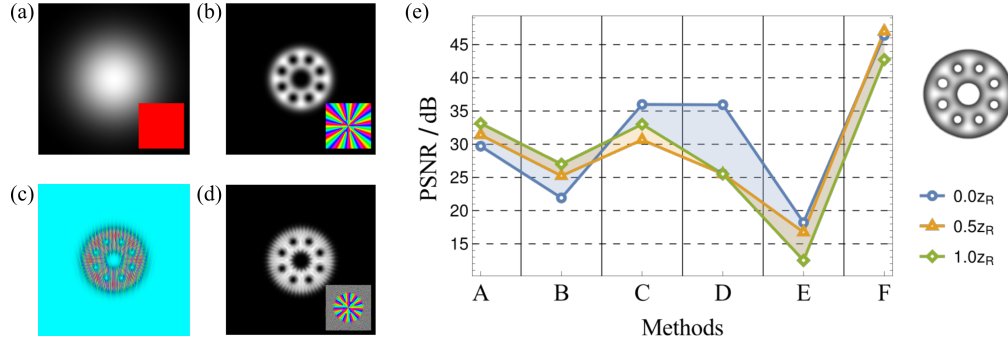 (a)
(b)
(c)
(d)
(e)
PSNR / dB
45
40
35
30
25
20
15
A B C D E F
Methods
0.0zR
0.5zR
1.0zR